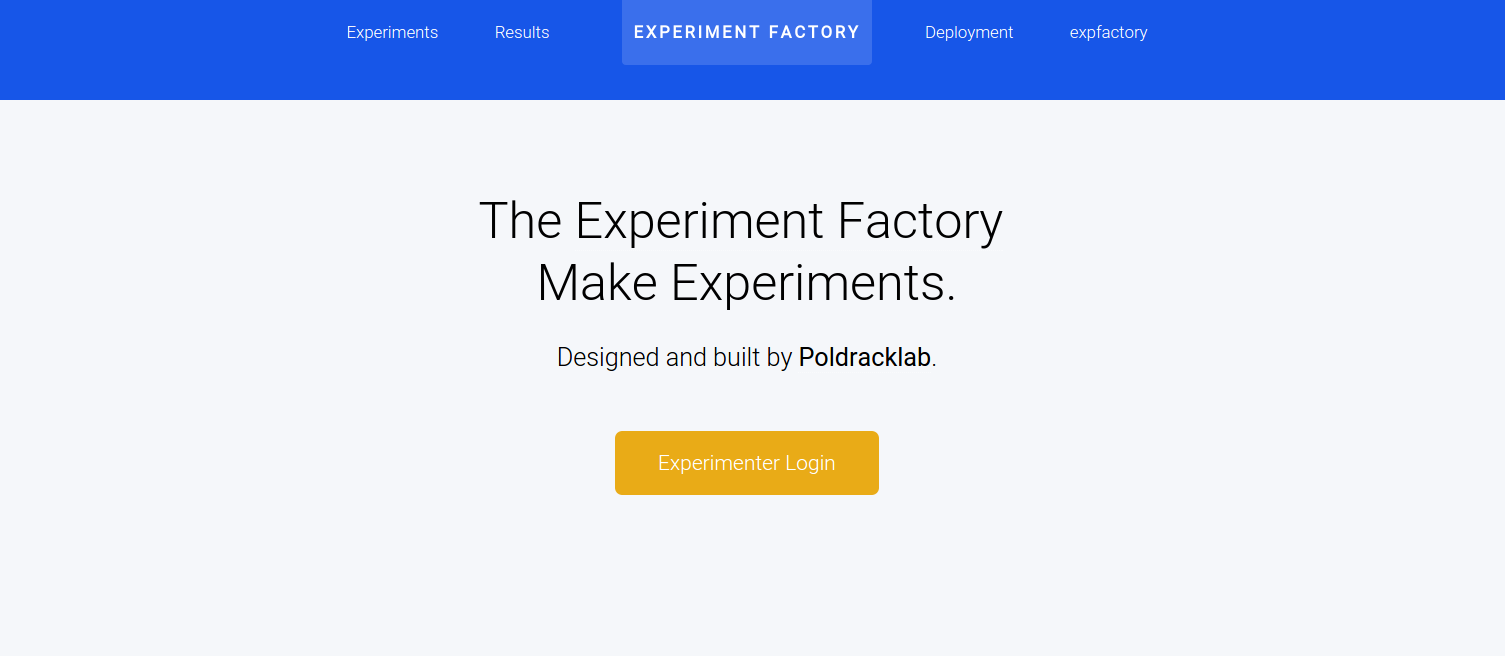 Experiments Results EXPERIMENT FACTORY Deployment expfactory
The Experiment Factory
Make Experiments.
Designed and built by Poldracklab.
Experimenter Login